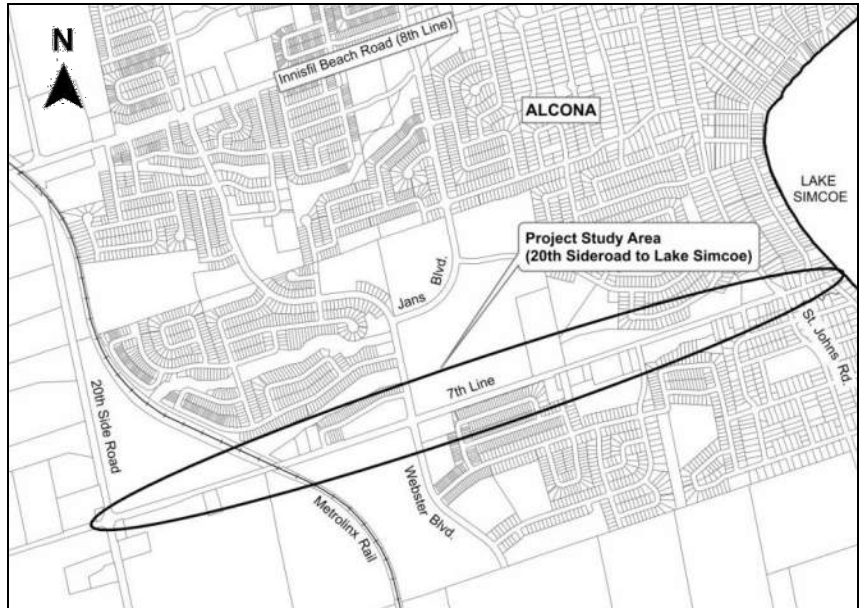 N
Innisfil Beach Road (8th Line)
ALCONA
LAKE
SIMCOE
Project Study Area
(20th Sideroad to Lake Simcoe)
Jans Blvd.
St. Johns Rd.
7th Line
20th Side Road
Webster Blvd.
Metrolinx Rail